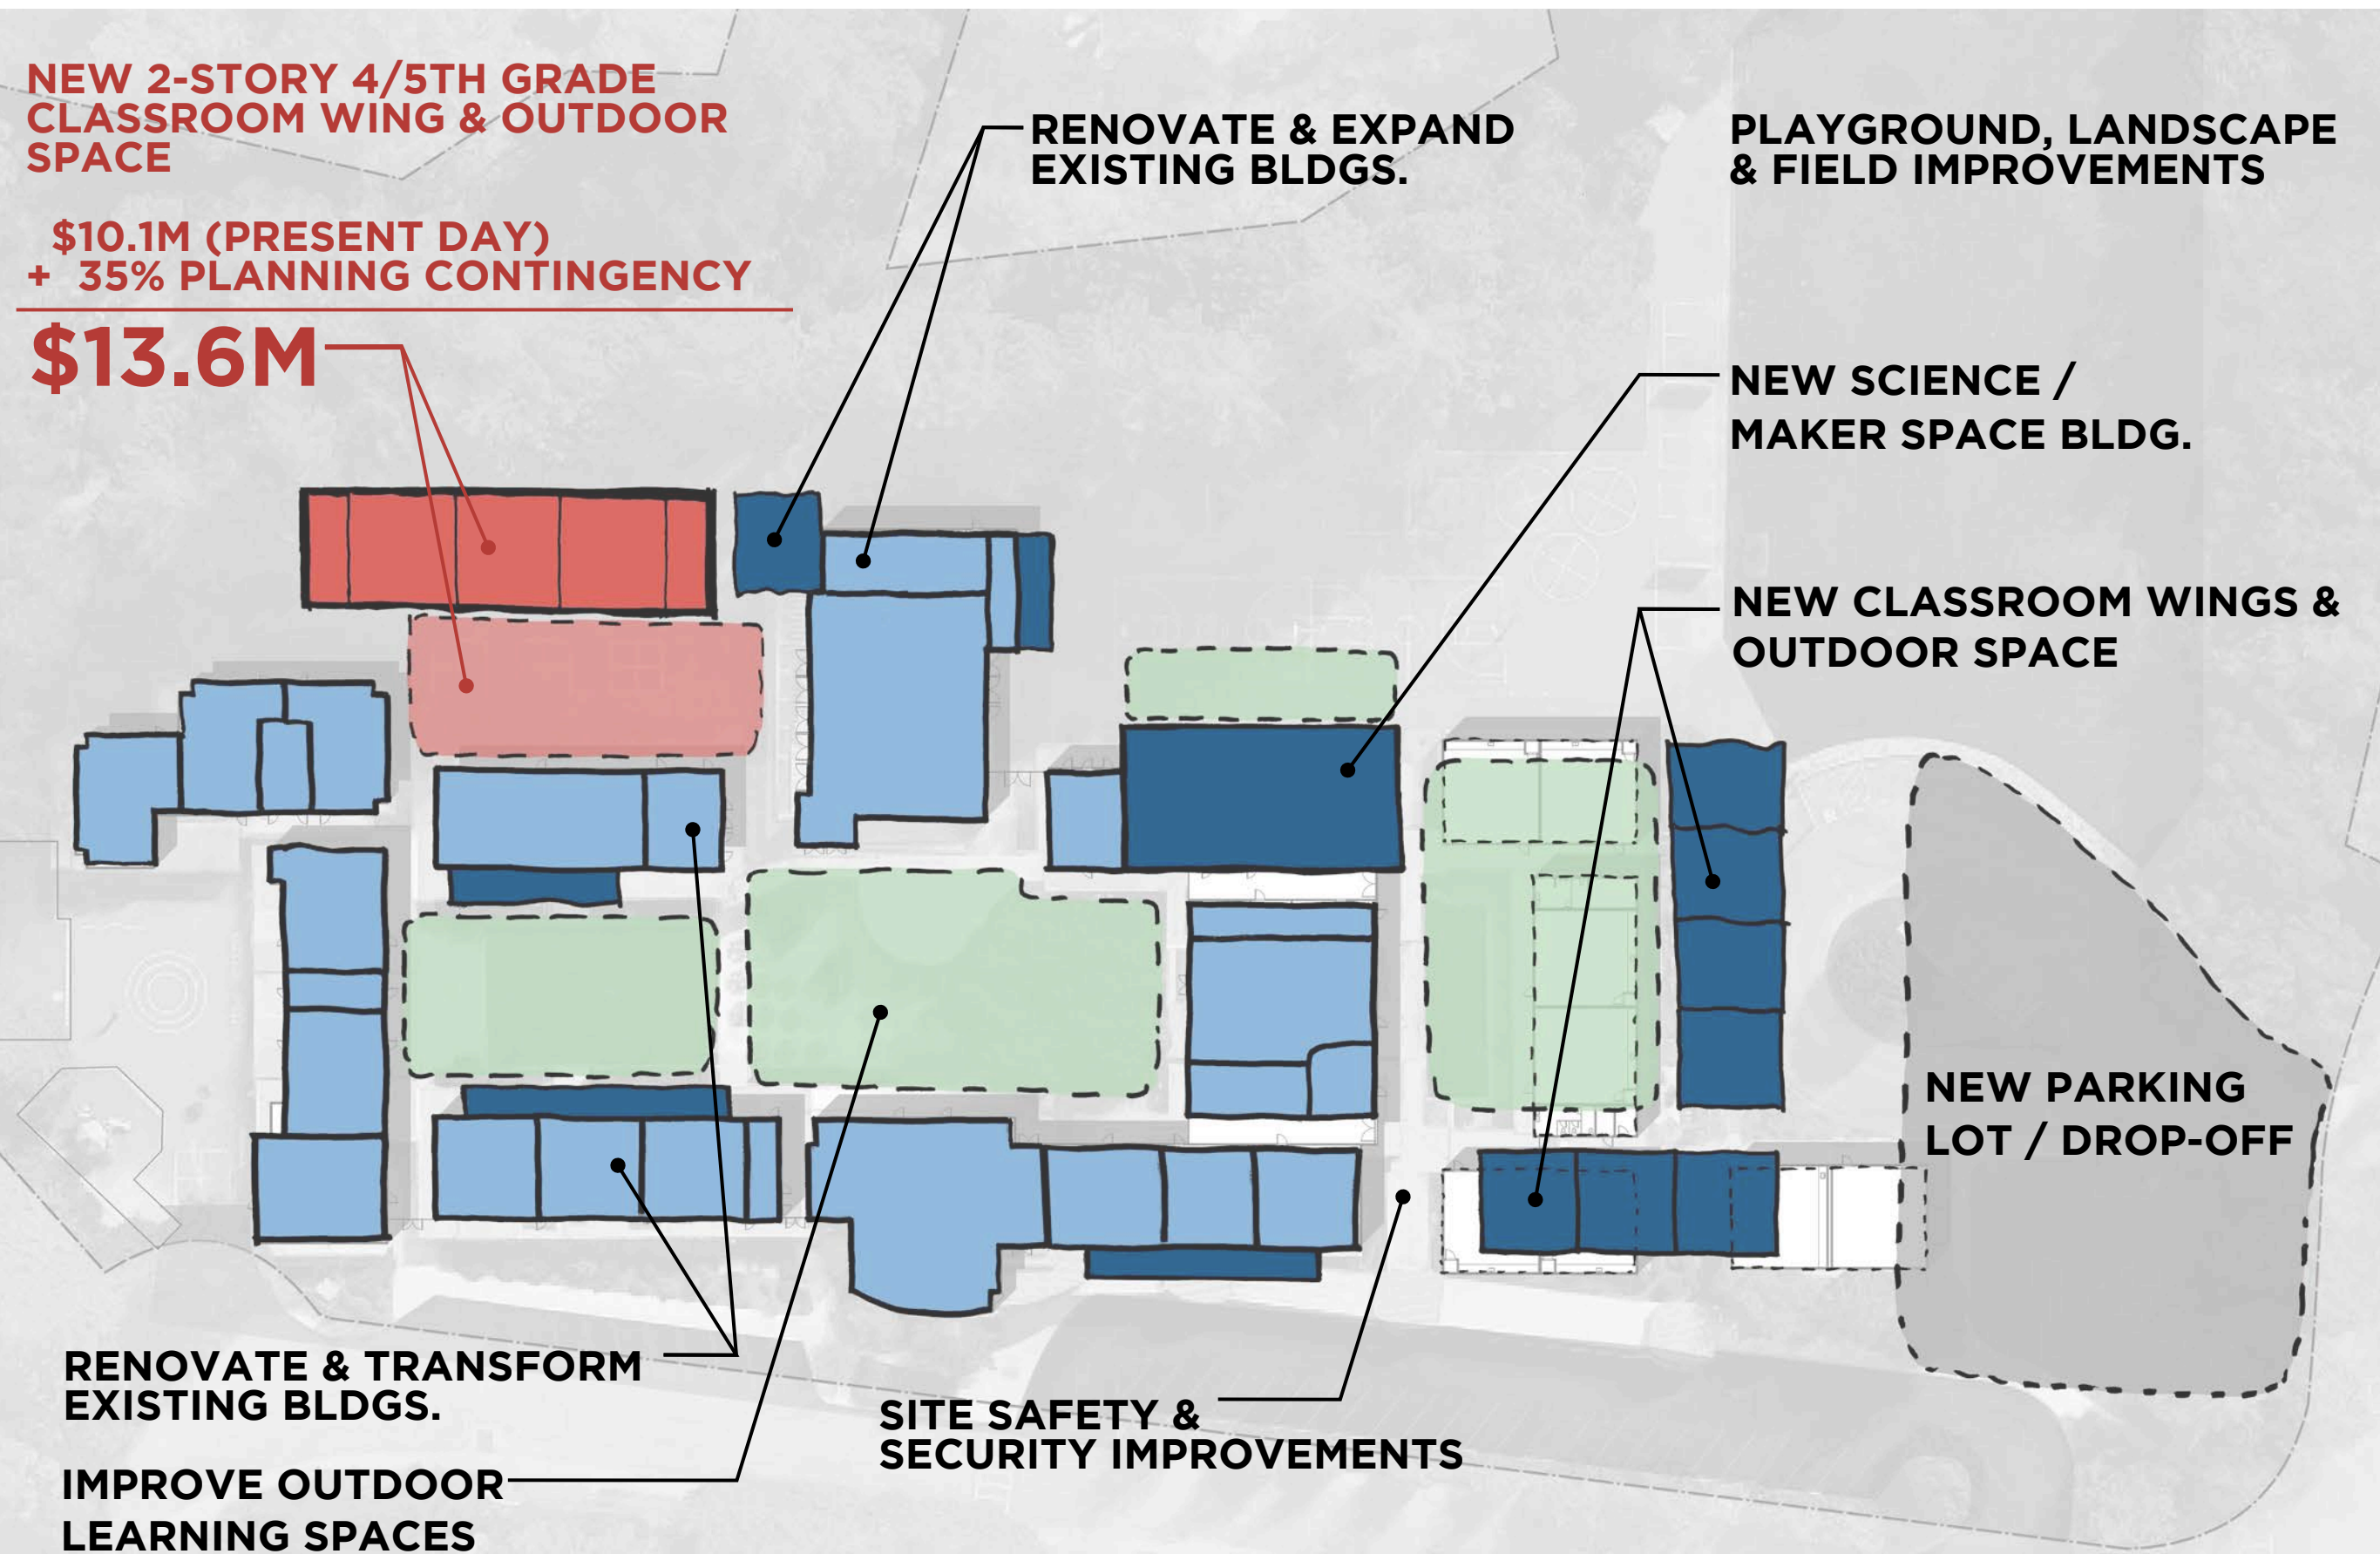 NEW 2-STORY 4/5TH GRADE
CLASSROOM WING & OUTDOOR
SPACE
$10.1M (PRESENT DAY)
+ 35% PLANNING CONTINGENCY
$13.6M
RENOVATE & EXPAND
EXISTING BLDGS.
PLAYGROUND, LANDSCAPE
& FIELD IMPROVEMENTS
NEW SCIENCE /
MAKER SPACE BLDG.
NEW CLASSROOM WINGS &
OUTDOOR SPACE
NEW PARKING
LOT / DROP-OFF
RENOVATE & TRANSFORM
EXISTING BLDGS.
SITE SAFETY &
SECURITY IMPROVEMENTS
IMPROVE OUTDOOR
LEARNING SPACES